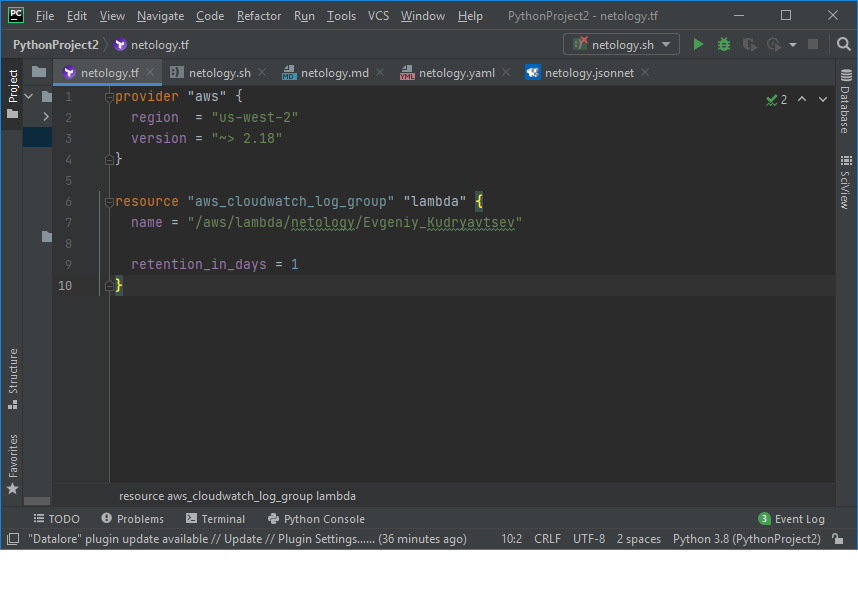 PC File Edit View Navigate Code Refactor Run Tools VCS Window Help PythonProject2 - netology.tf
PythonProject2 netology.tf netology.sh
netology.tf netology.sh MD netology.md YML netology.yaml netology.jsonnet
Project
1 provider "aws" {
2 region = "us-west-2"
3 version = "~> 2.18"
4 }
5
6 resource "aws_cloudwatch_log_group" "lambda" {
7 name = "/aws/lambda/netology/Evgeniy_Kudryavtsev"
8
9 retention_in_days = 1
10 }
2
Database
SciView
Structure
Favorites
resource aws_cloudwatch_log_group lambda
TODO Problems Terminal Python Console 3 Event Log
"Datalore" plugin update available // Update // Plugin Settings...... (36 minutes ago) 10:2 CRLF UTF-8 2 spaces Python 3.8 (PythonProject2)